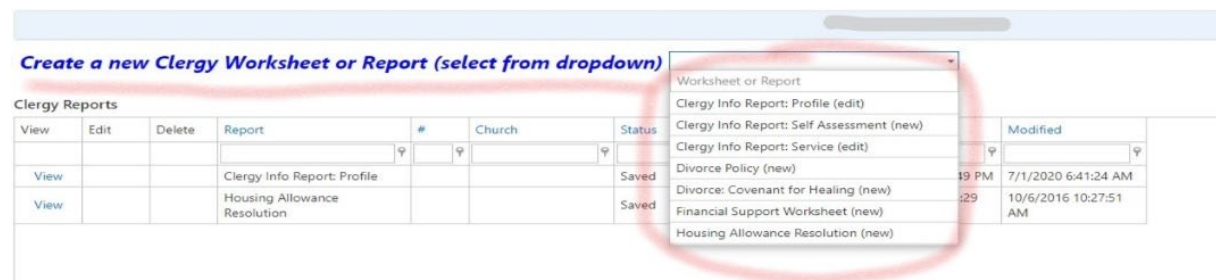 Create a new Clergy Worksheet or Report (select from dropdown)
Worksheet or Report
Clergy Info Report: Profile (edit)
Clergy Info Report: Self Assessment (new)
Clergy Info Report: Service (edit)
Divorce Policy (new)
Divorce: Covenant for Healing (new)
Financial Support Worksheet (new)
Housing Allowance Resolution (new)
Clergy Reports
View Edit Delete Report # Church Status Modified
View Clergy Info Report: Profile Saved 49 PM 7/1/2020 6:41:24 AM
View Housing Allowance Resolution Saved :29 10/6/2016 10:27:51 AM